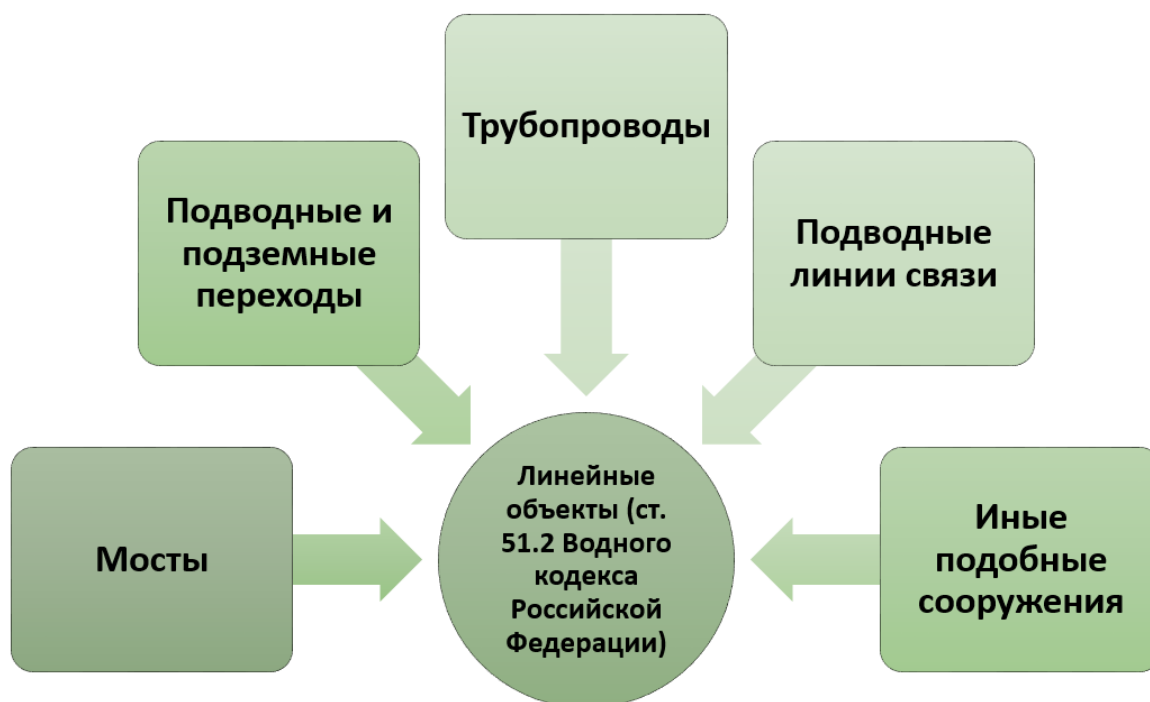 Трубопроводы
Подводные и
подземные
переходы
Подводные
линии связи
Мосты
Линейные
объекты (ст.
51.2 Водного
кодекса
Российской
Федерации)
Иные
подобные
сооружения